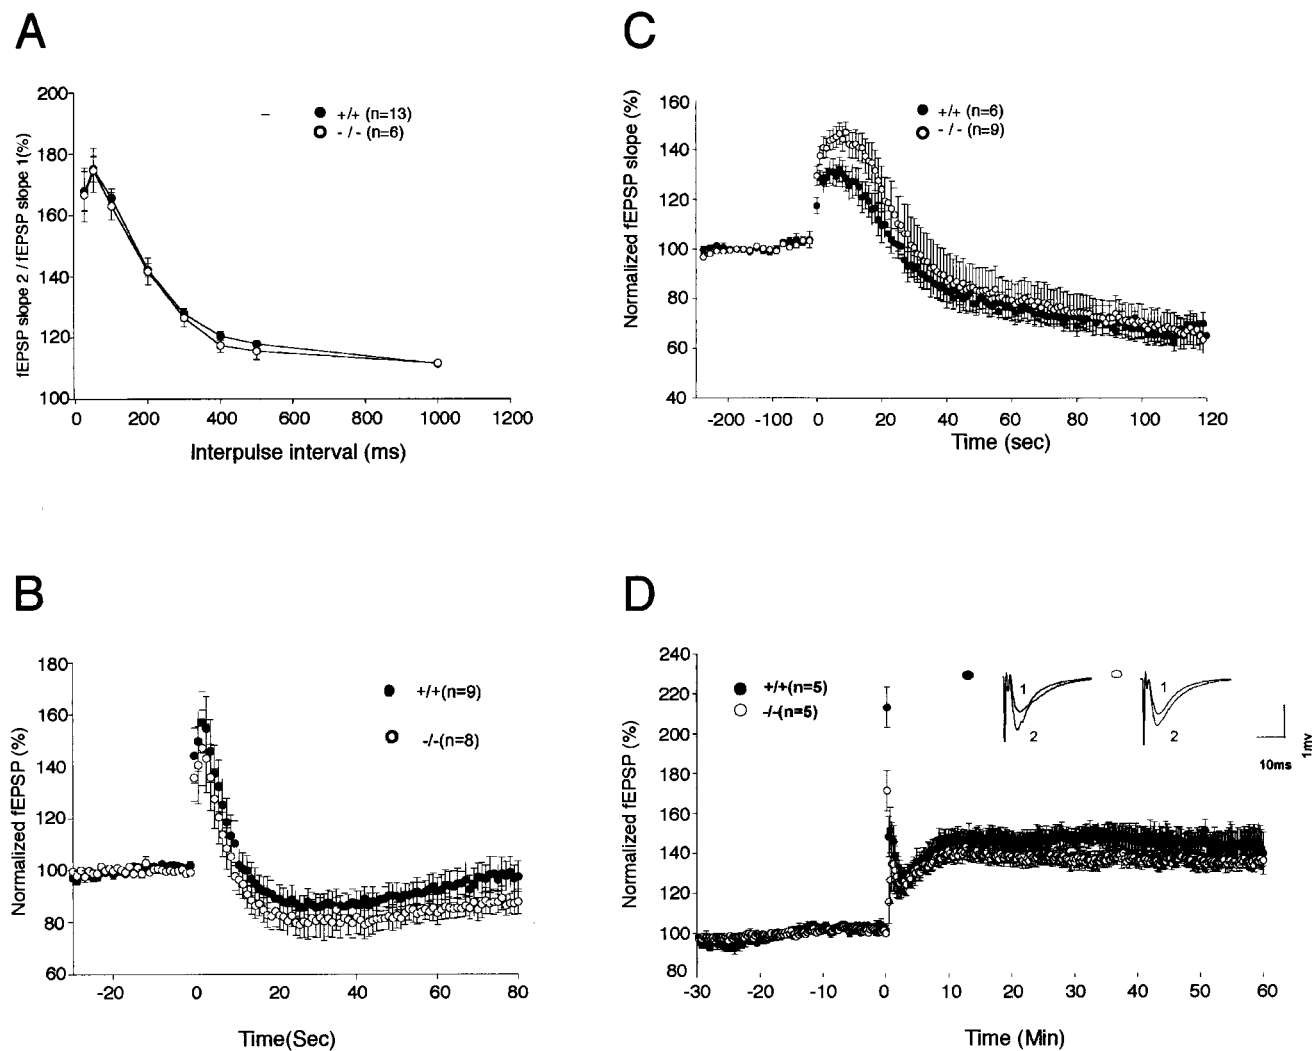 A
fEPSP slope 2 / fEPSP slope 1(%)
200
180
160
140
120
100
+/+ (n=13)
- / - (n=6)
0 200 400 600 800 1000 1200
Interpulse interval (ms)
C
Normalized fEPSP slope (%)
160
140
120
100
80
60
40
+/+ (n=6)
- / - (n=9)
-200 -100 0 20 40 60 80 100 120
Time (sec)
B
Normalized fEPSP (%)
180
160
140
120
100
80
60
+/+(n=9)
-/-(n=8)
-20 0 20 40 60 80
Time(Sec)
D
Normalized fEPSP (%)
240
220
200
180
160
140
120
100
80
+/+(n=5)
-/-(n=5)
1
2
1
2
10ms
1mv
-30 -20 -10 0 10 20 30 40 50 60
Time (Min)